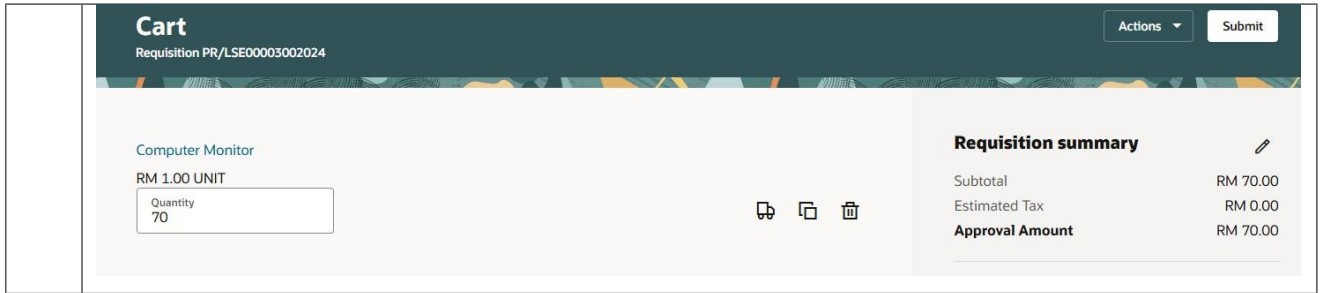 Cart
Requisition PR/LSE00003002024
Actions
Submit
Computer Monitor
RM 1.00 UNIT
Quantity
70
Requisition summary
Subtotal RM 70.00
Estimated Tax RM 0.00
Approval Amount RM 70.00